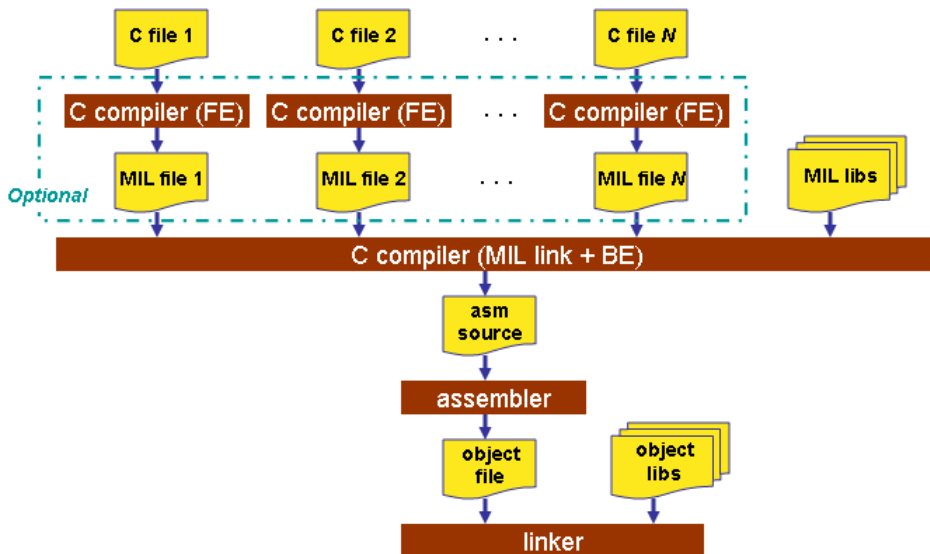 C file 1
C file 2
. . .
C file N
C compiler (FE)
C compiler (FE)
. . .
C compiler (FE)
Optional
MIL file 1
MIL file 2
. . .
MIL file N
MIL libs
C compiler (MIL link + BE)
asm
source
assembler
object
file
object
libs
linker